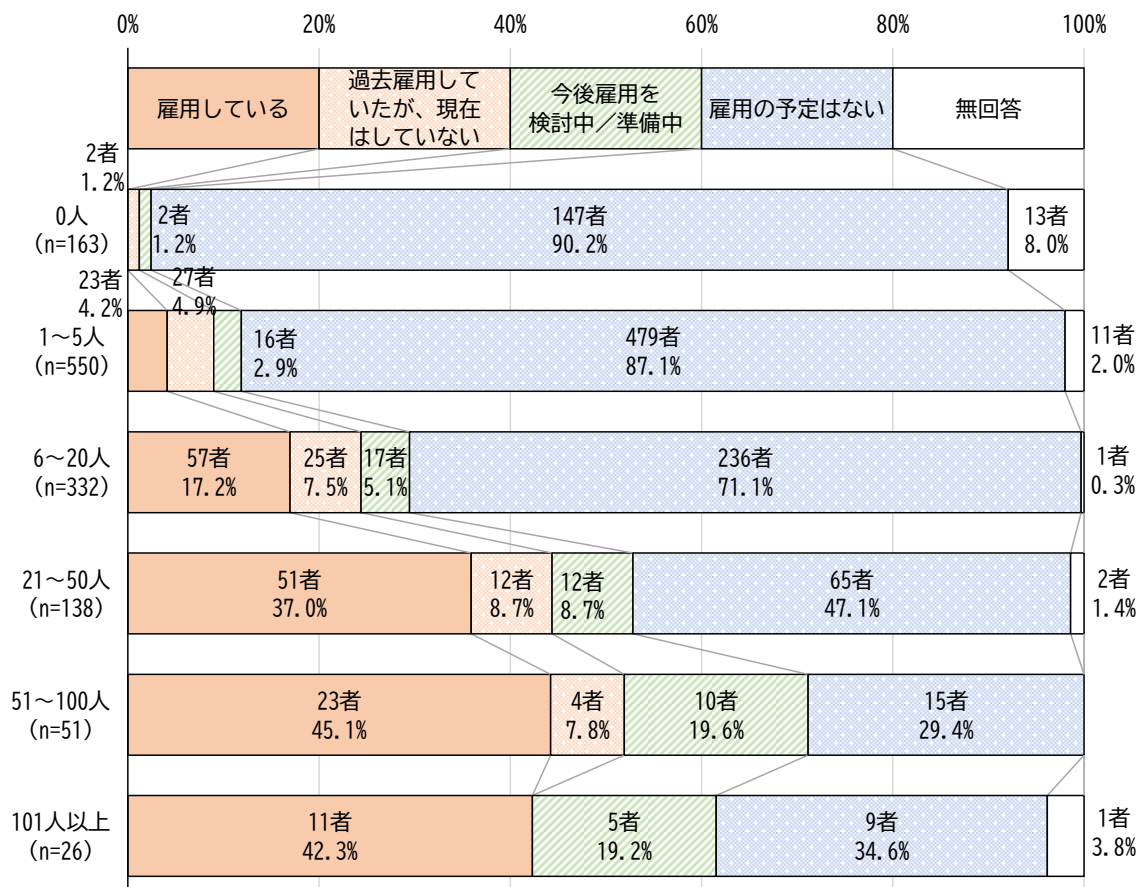 0%
20%
40%
60%
80%
100%
雇用している
過去雇用して
いたが、現在
はしていない
今後雇用を
検討中／準備中
雇用の予定はない
無回答
0人
（n=163）
2者
1.2%
2者
1.2%
147者
90.2%
13者
8.0%
1～5人
（n=550）
23者
4.2%
27者
4.9%
16者
2.9%
479者
87.1%
11者
2.0%
6～20人
（n=332）
57者
17.2%
25者
7.5%
17者
5.1%
236者
71.1%
1者
0.3%
21～50人
（n=138）
51者
37.0%
12者
8.7%
12者
8.7%
65者
47.1%
2者
1.4%
51～100人
（n=51）
23者
45.1%
4者
7.8%
10者
19.6%
15者
29.4%
101人以上
（n=26）
11者
42.3%
5者
19.2%
9者
34.6%
1者
3.8%